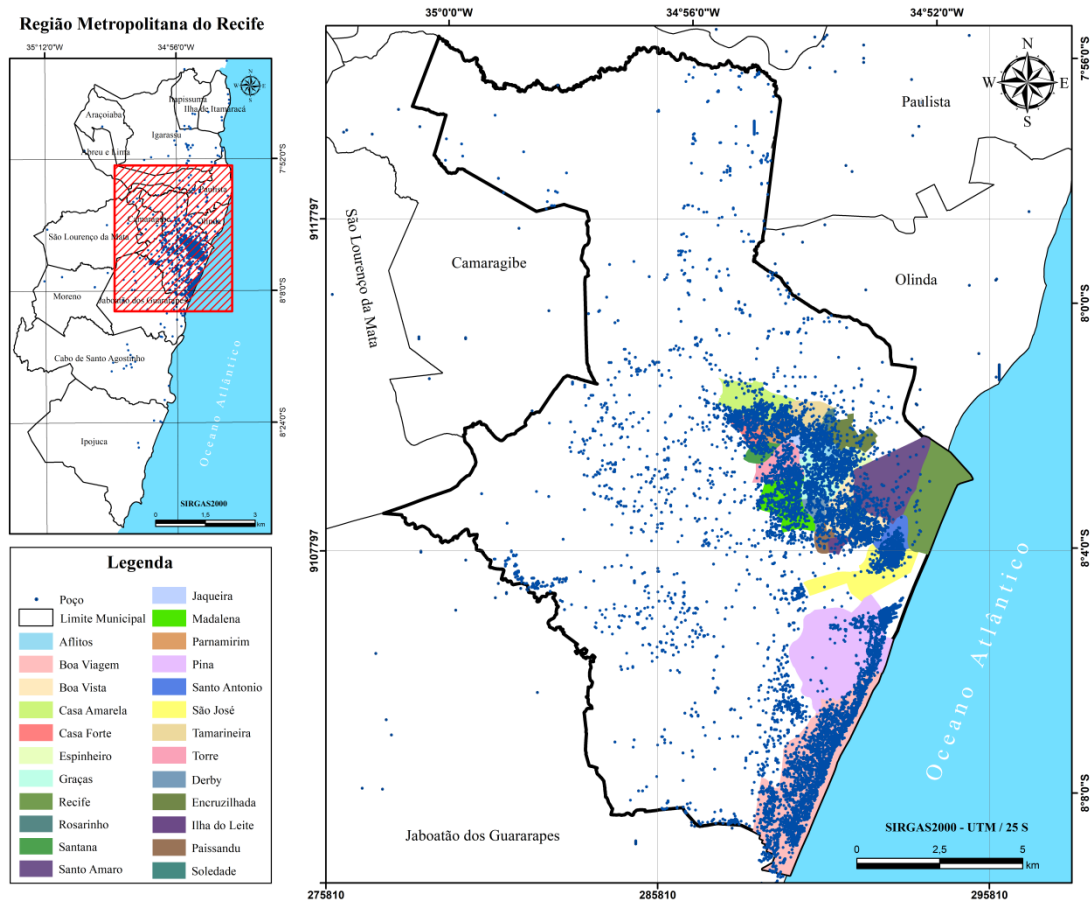 Região Metropolitana do Recife
35°12'0"W
34°56'0"W
N
W
E
S
Itapissuma
Ilha de Itamaracá
Araçoiaba
Igarassu
Abreu e Lima
7°52'0"S
Paulista
Camaragibe
Olinda
São Lourenço da Mata
8°8'0"S
Moreno
Jaboatão dos Guararapes
Cabo de Santo Agostinho
8°24'0"S
Ipojuca
Oceano Atlântico
SIRGAS2000
0 1,5 3
km
Legenda
Poço
Limite Municipal
Aflitos
Boa Viagem
Boa Vista
Casa Amarela
Casa Forte
Espinheiro
Graças
Recife
Rosarinho
Santana
Santo Amaro
Jaqueira
Madalena
Parnamirim
Pina
Santo Antonio
São José
Tamarineira
Torre
Derby
Encruzilhada
Ilha do Leite
Paissandu
Soledade
35°0'0"W
34°56'0"W
34°52'0"W
7°56'0"S
N
W
E
S
Paulista
9117797
São Lourenço da Mata
Camaragibe
Olinda
8°0'0"S
9107797
8°4'0"S
Oceano Atlântico
8°8'0"S
Jaboatão dos Guararapes
SIRGAS2000 - UTM / 25 S
0 2,5 5
km
275810
285810
295810